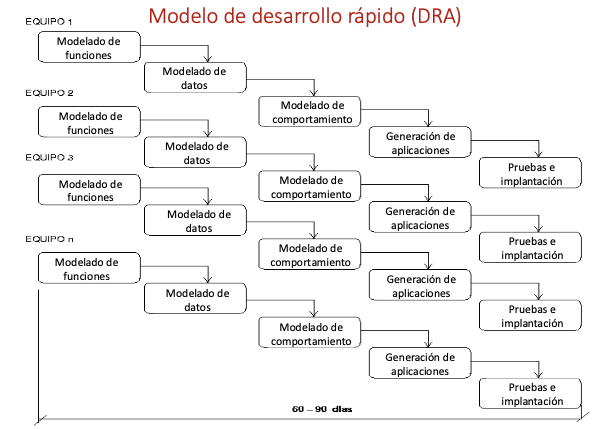 Modelo de desarrollo rápido (DRA)
EQUIPO 1
Modelado de
funciones
Modelado de
datos
Modelado de
comportamiento
Generación de
aplicaciones
Pruebas e
implantación
EQUIPO 2
Modelado de
funciones
Modelado de
datos
Modelado de
comportamiento
Generación de
aplicaciones
Pruebas e
implantación
EQUIPO 3
Modelado de
funciones
Modelado de
datos
Modelado de
comportamiento
Generación de
aplicaciones
Pruebas e
implantación
EQUIPO n
Modelado de
funciones
Modelado de
datos
Modelado de
comportamiento
Generación de
aplicaciones
Pruebas e
implantación
60 – 90 días